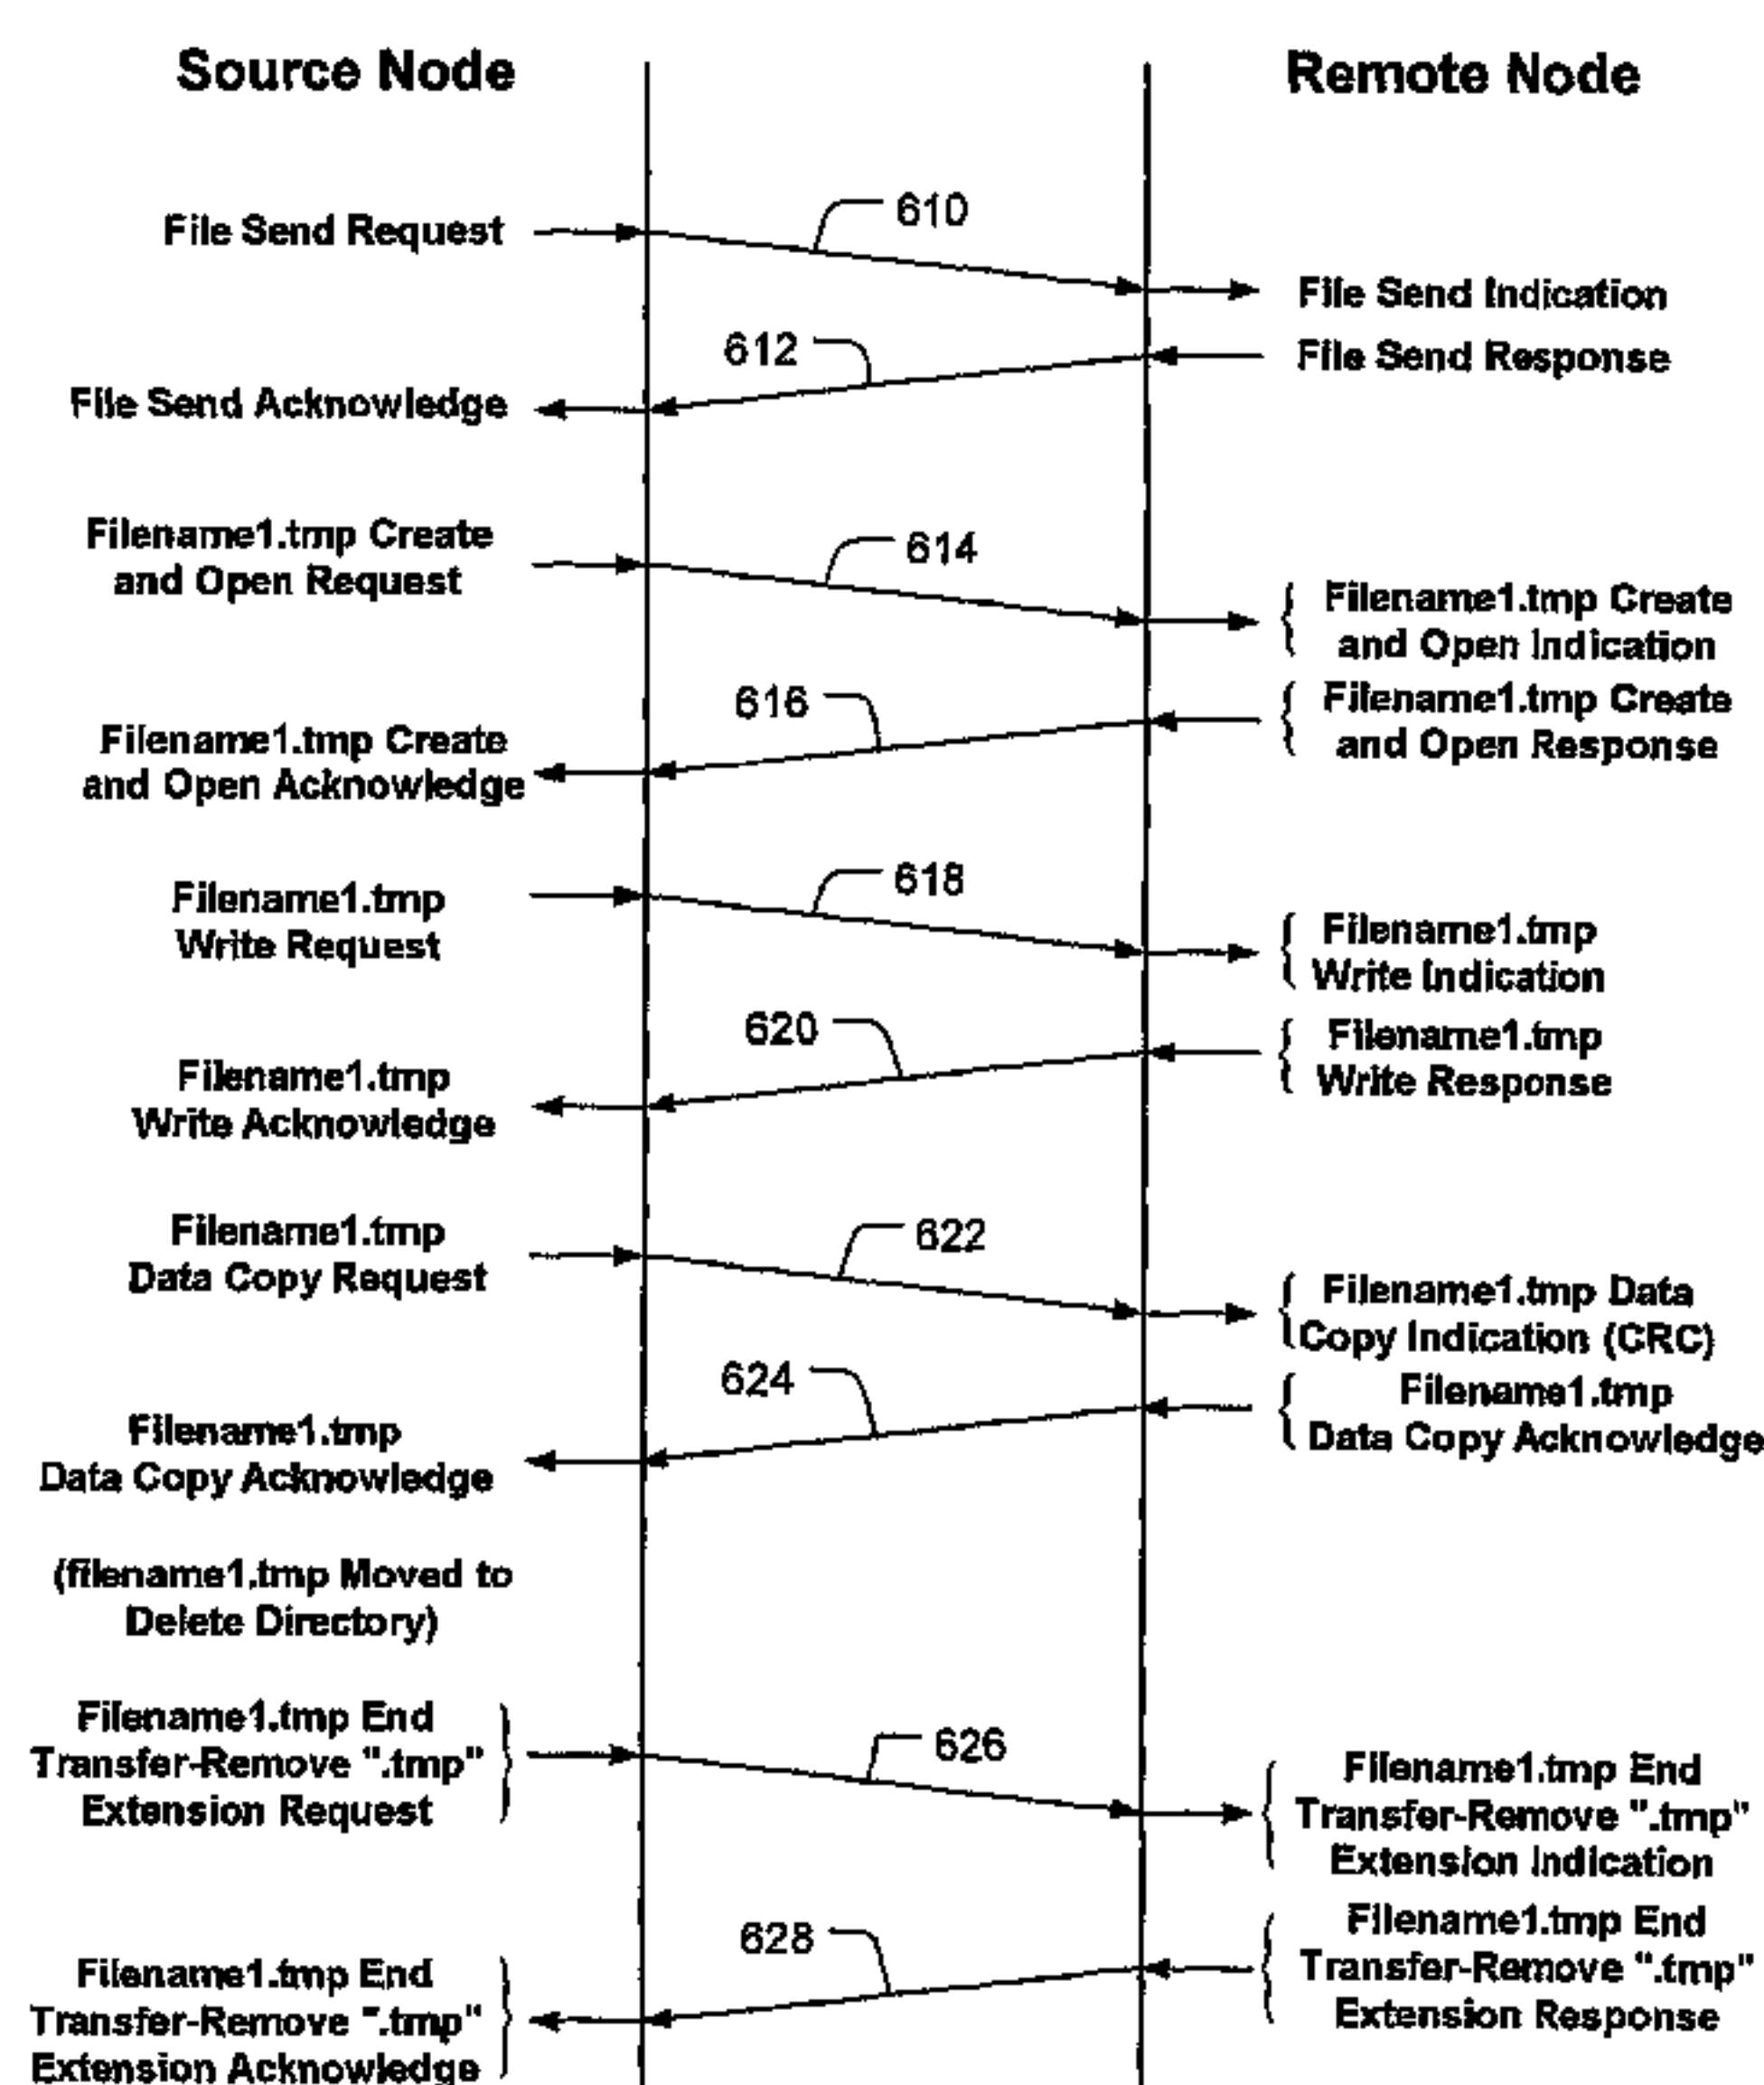 Source Node
Remote Node
File Send Request
610
File Send Indication
612
File Send Response
File Send Acknowledge
Filename1.tmp Create
and Open Request
614
Filename1.tmp Create
and Open Indication
616
Filename1.tmp Create
and Open Response
Filename1.tmp Create
and Open Acknowledge
Filename1.tmp
Write Request
618
Filename1.tmp
Write Indication
620
Filename1.tmp
Write Response
Filename1.tmp
Write Acknowledge
Filename1.tmp
Data Copy Request
622
Filename1.tmp Data
Copy Indication (CRC)
624
Filename1.tmp
Data Copy Acknowledge
Filename1.tmp
Data Copy Acknowledge
(filename1.tmp Moved to
Delete Directory)
Filename1.tmp End
Transfer-Remove ".tmp"
Extension Request
626
Filename1.tmp End
Transfer-Remove ".tmp"
Extension Indication
628
Filename1.tmp End
Transfer-Remove ".tmp"
Extension Response
Filename1.tmp End
Transfer-Remove ".tmp"
Extension Acknowledge